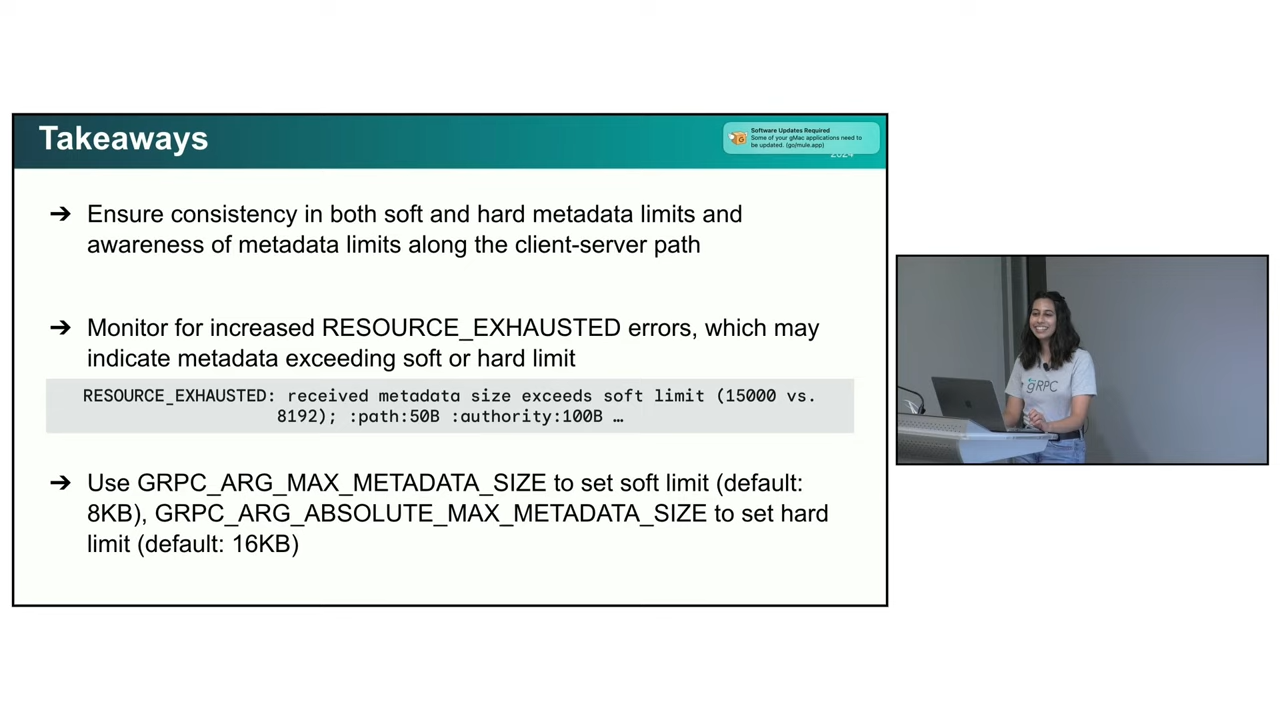 Takeaways
Software Updates Required
Some of your gMac applications need to
be updated. (go/mule.app)
2024
➔ Ensure consistency in both soft and hard metadata limits and
awareness of metadata limits along the client-server path
➔ Monitor for increased RESOURCE_EXHAUSTED errors, which may
indicate metadata exceeding soft or hard limit
RESOURCE_EXHAUSTED: received metadata size exceeds soft limit (15000 vs.
8192); :path:50B :authority:100B …
➔ Use GRPC_ARG_MAX_METADATA_SIZE to set soft limit (default:
8KB), GRPC_ARG_ABSOLUTE_MAX_METADATA_SIZE to set hard
limit (default: 16KB)
gRPC